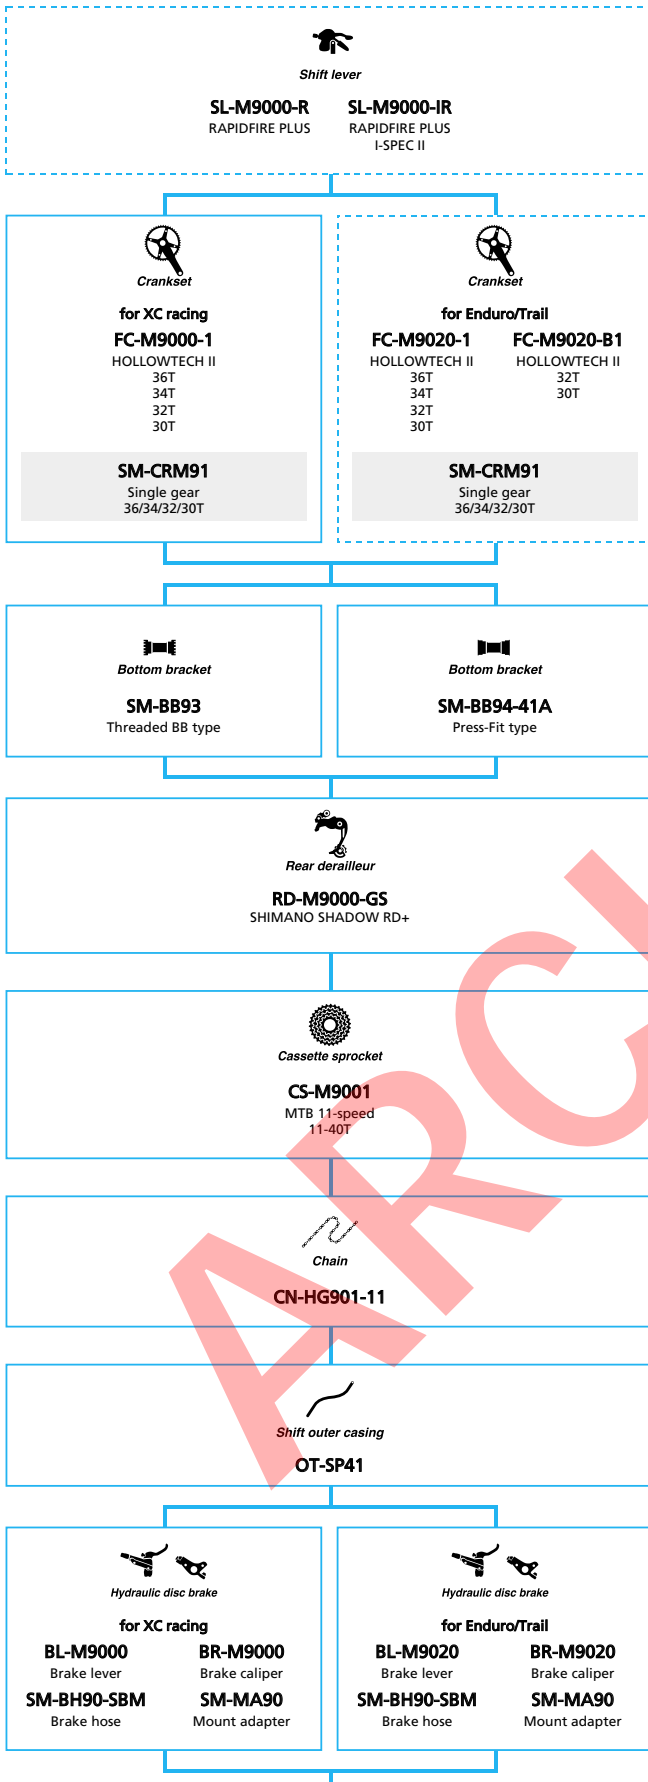 Shift lever
SL-M9000-R SL-M9000-IR
RAPIDFIRE PLUS RAPIDFIRE PLUS
I-SPEC II
Crankset
for XC racing
FC-M9000-1
HOLLOWTECH II
36T
34T
32T
30T
SM-CRM91
Single gear
36/34/32/30T
Crankset
for Enduro/Trail
FC-M9020-1 FC-M9020-B1
HOLLOWTECH II HOLLOWTECH II
36T 32T
34T 30T
32T
30T
SM-CRM91
Single gear
36/34/32/30T
Bottom bracket
SM-BB93
Threaded BB type
Bottom bracket
SM-BB94-41A
Press-Fit type
Rear derailleur
RD-M9000-GS
SHIMANO SHADOW RD+
Cassette sprocket
CS-M9001
MTB 11-speed
11-40T
Chain
CN-HG901-11
Shift outer casing
OT-SP41
Hydraulic disc brake
for XC racing
BL-M9000 BR-M9000
Brake lever Brake caliper
SM-BH90-SBM SM-MA90
Brake hose Mount adapter
Hydraulic disc brake
for Enduro/Trail
BL-M9020 BR-M9020
Brake lever Brake caliper
SM-BH90-SBM SM-MA90
Brake hose Mount adapter